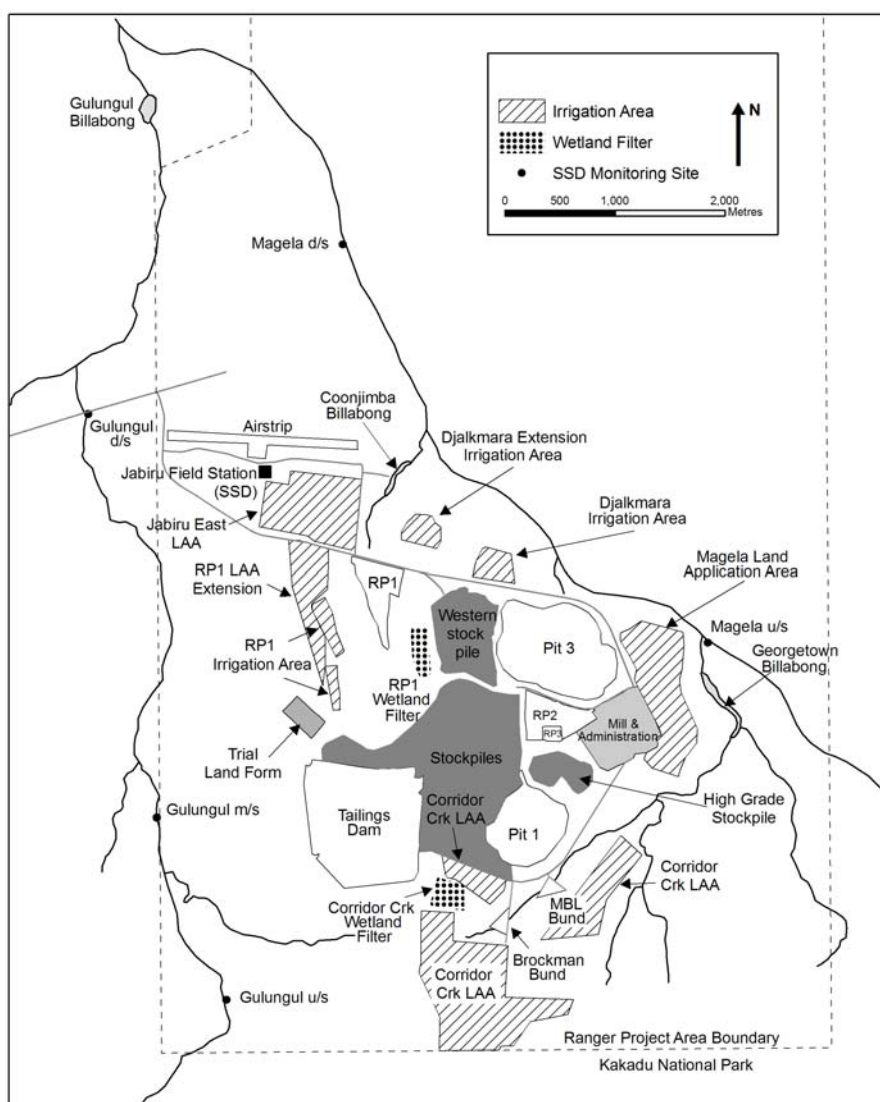 Gulungul
Billabong
Irrigation Area
Wetland Filter
SSD Monitoring Site
N
0 500 1,000 2,000
Metres
Magela d/s
Coonjimba
Billabong
Airstrip
Gulungul
d/s
Djalkmara Extension
Irrigation Area
Jabiru Field Station
(SSD)
Djalkmara
Irrigation Area
Jabiru East
LAA
Magela Land
Application Area
RP1 LAA
Extension
RP1
Western
stock
pile
Pit 3
Magela u/s
RP1
Irrigation Area
Georgetown
Billabong
RP1
Wetland
Filter
RP2
RP3
Mill &
Administration
Trial
Land Form
Stockpiles
High Grade
Stockpile
Gulungul m/s
Tailings
Dam
Corridor
Crk LAA
Pit 1
Corridor
Crk LAA
MBL
Bund
Corridor Crk
Wetland
Filter
Brockman
Bund
Corridor
Crk LAA
Gulungul u/s
Ranger Project Area Boundary
Kakadu National Park